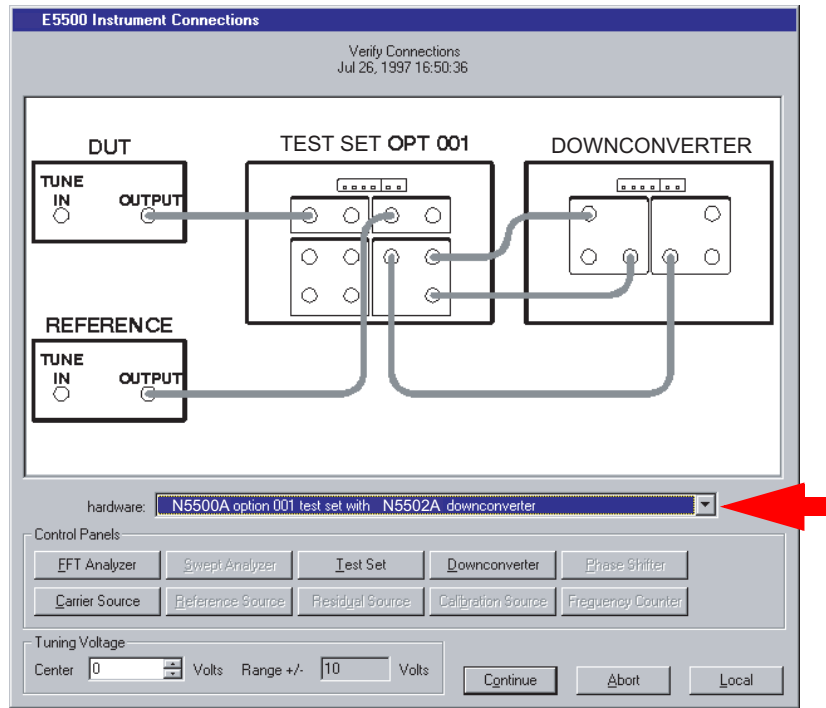 E5500 Instrument Connections
Verify Connections
Jul 26, 1997 16:50:36
DUT
TEST SET OPT 001
DOWNCONVERTER
TUNE
IN
OUTPUT
REFERENCE
TUNE
IN
OUTPUT
hardware: N5500A option 001 test set with N5502A downconverter
Control Panels
FFT Analyzer Swept Analyzer Test Set Downconverter Phase Shifter
Carrier Source Reference Source Residual Source Calibration Source Freguency Counter
Tuning Voltage
Center 0 Volts Range +/- 10 Volts
Continue Abort Local